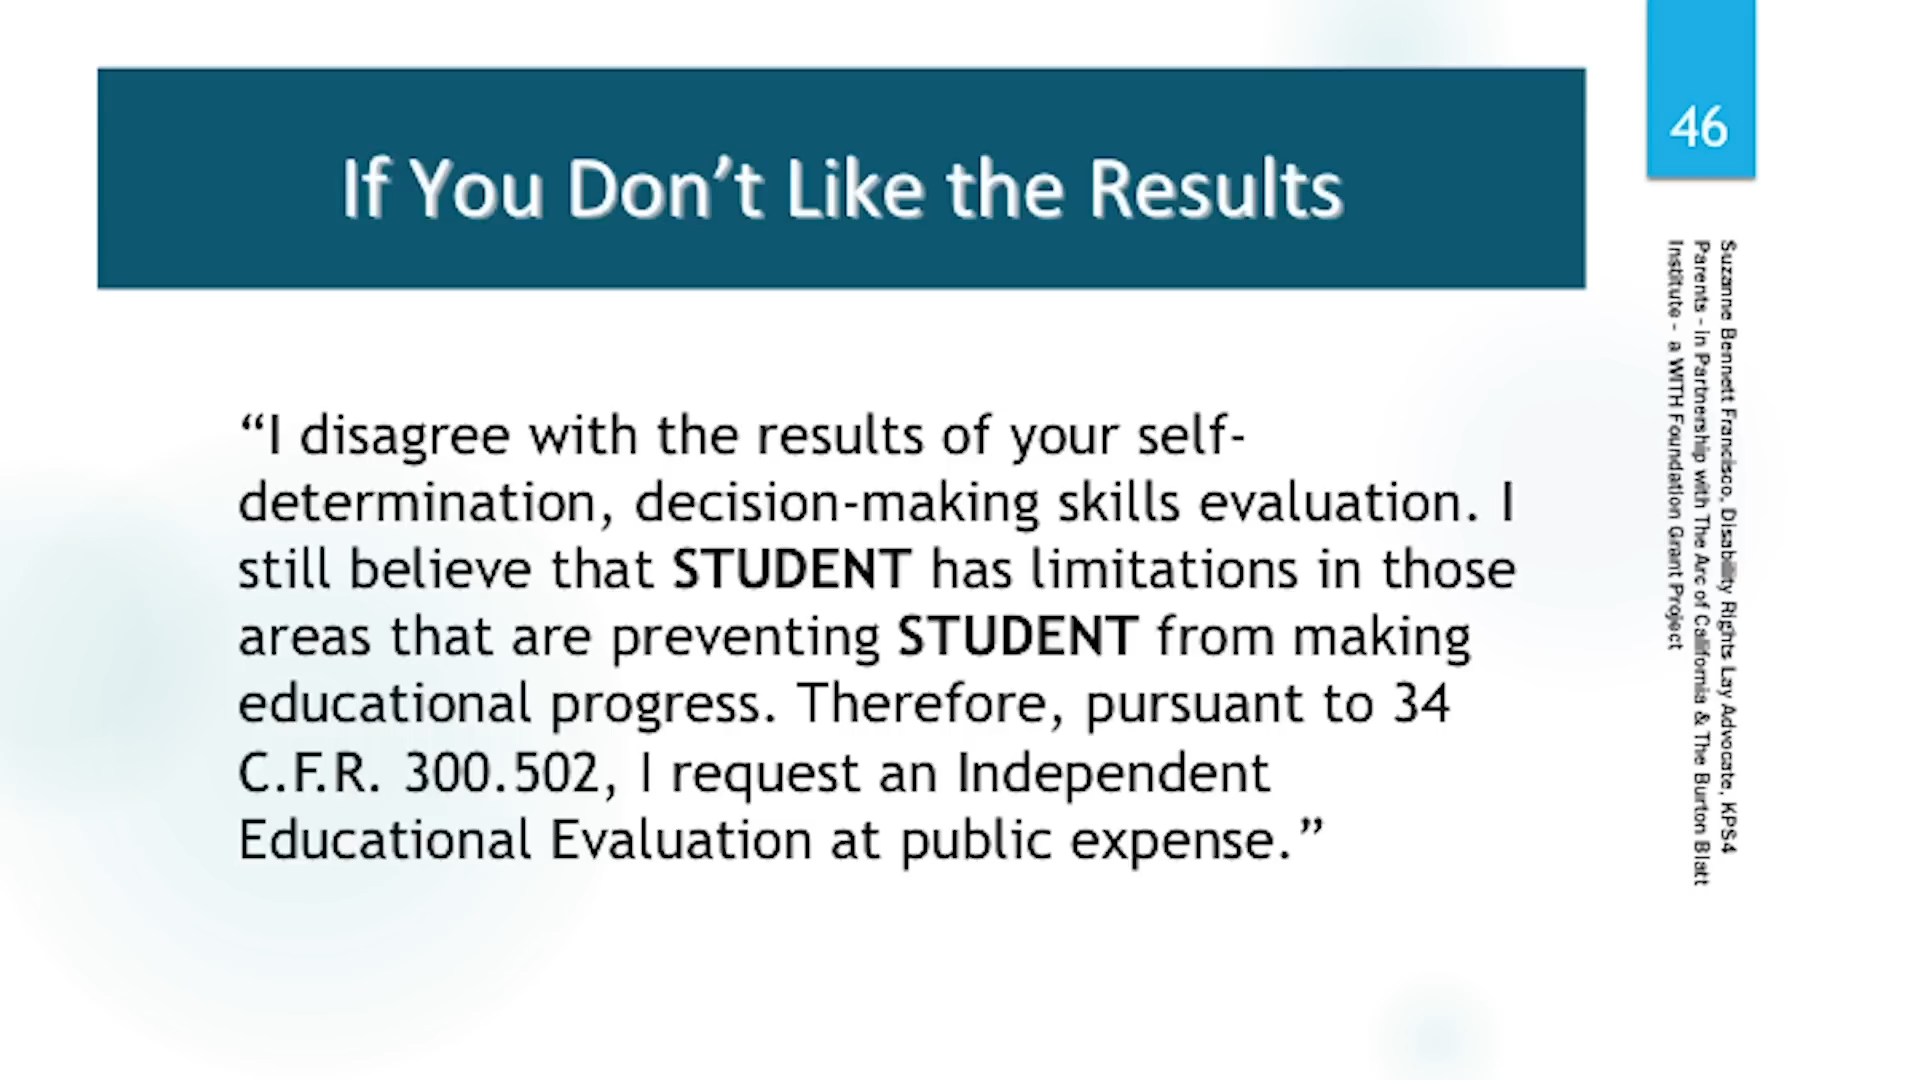 If You Don’t Like the Results
46
“I disagree with the results of your self-
determination, decision-making skills evaluation. I
still believe that STUDENT has limitations in those
areas that are preventing STUDENT from making
educational progress. Therefore, pursuant to 34
C.F.R. 300.502, I request an Independent
Educational Evaluation at public expense.”
Suzanne Bennett Francisco, Disability Rights Lay Advocate, KPS4
Parents - in Partnership with The Arc of California & The Burton Blatt
Institute - a WITH Foundation Grant Project